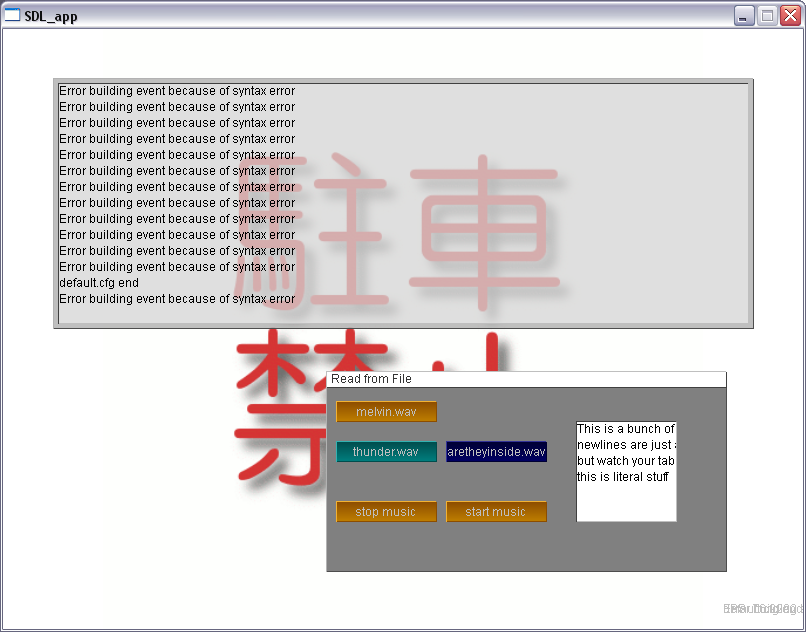 SDL_app
Error building event because of syntax error
Error building event because of syntax error
Error building event because of syntax error
Error building event because of syntax error
Error building event because of syntax error
Error building event because of syntax error
Error building event because of syntax error
Error building event because of syntax error
Error building event because of syntax error
Error building event because of syntax error
Error building event because of syntax error
Error building event because of syntax error
default.cfg end
Error building event because of syntax error
駐車
禁
Read from File
melvin.wav
thunder.wav aretheyinside.wav
stop music start music
This is a bunch of
newlines are just
but watch your tab
this is literal stuff